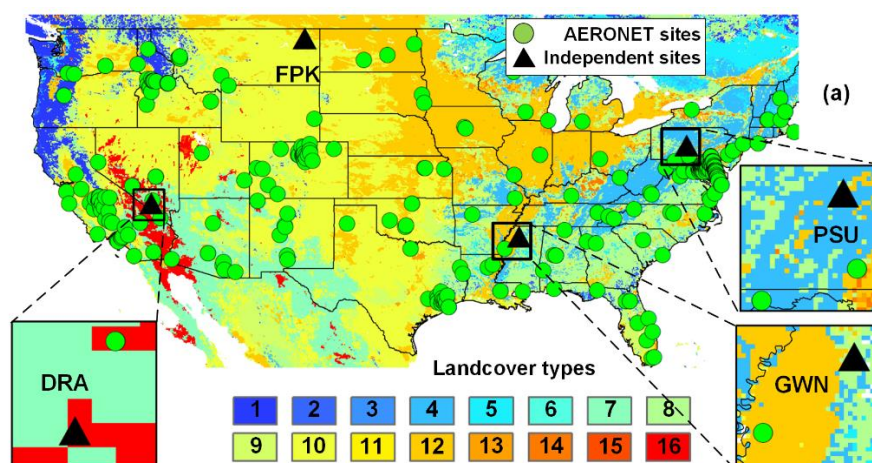 AERONET sites
Independent sites
FPK
(a)
PSU
DRA
GWN
Landcover types
1 2 3 4 5 6 7 8
9 10 11 12 13 14 15 16